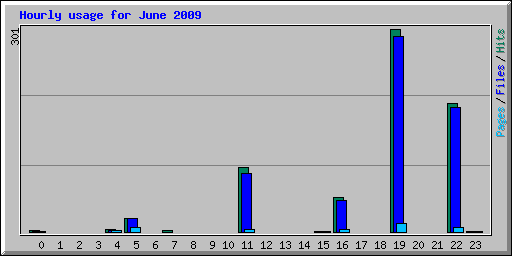 Hourly usage for June 2009
301
Pages/Files/Hits
0 1 2 3 4 5 6 7 8 9 10 11 12 13 14 15 16 17 18 19 20 21 22 23